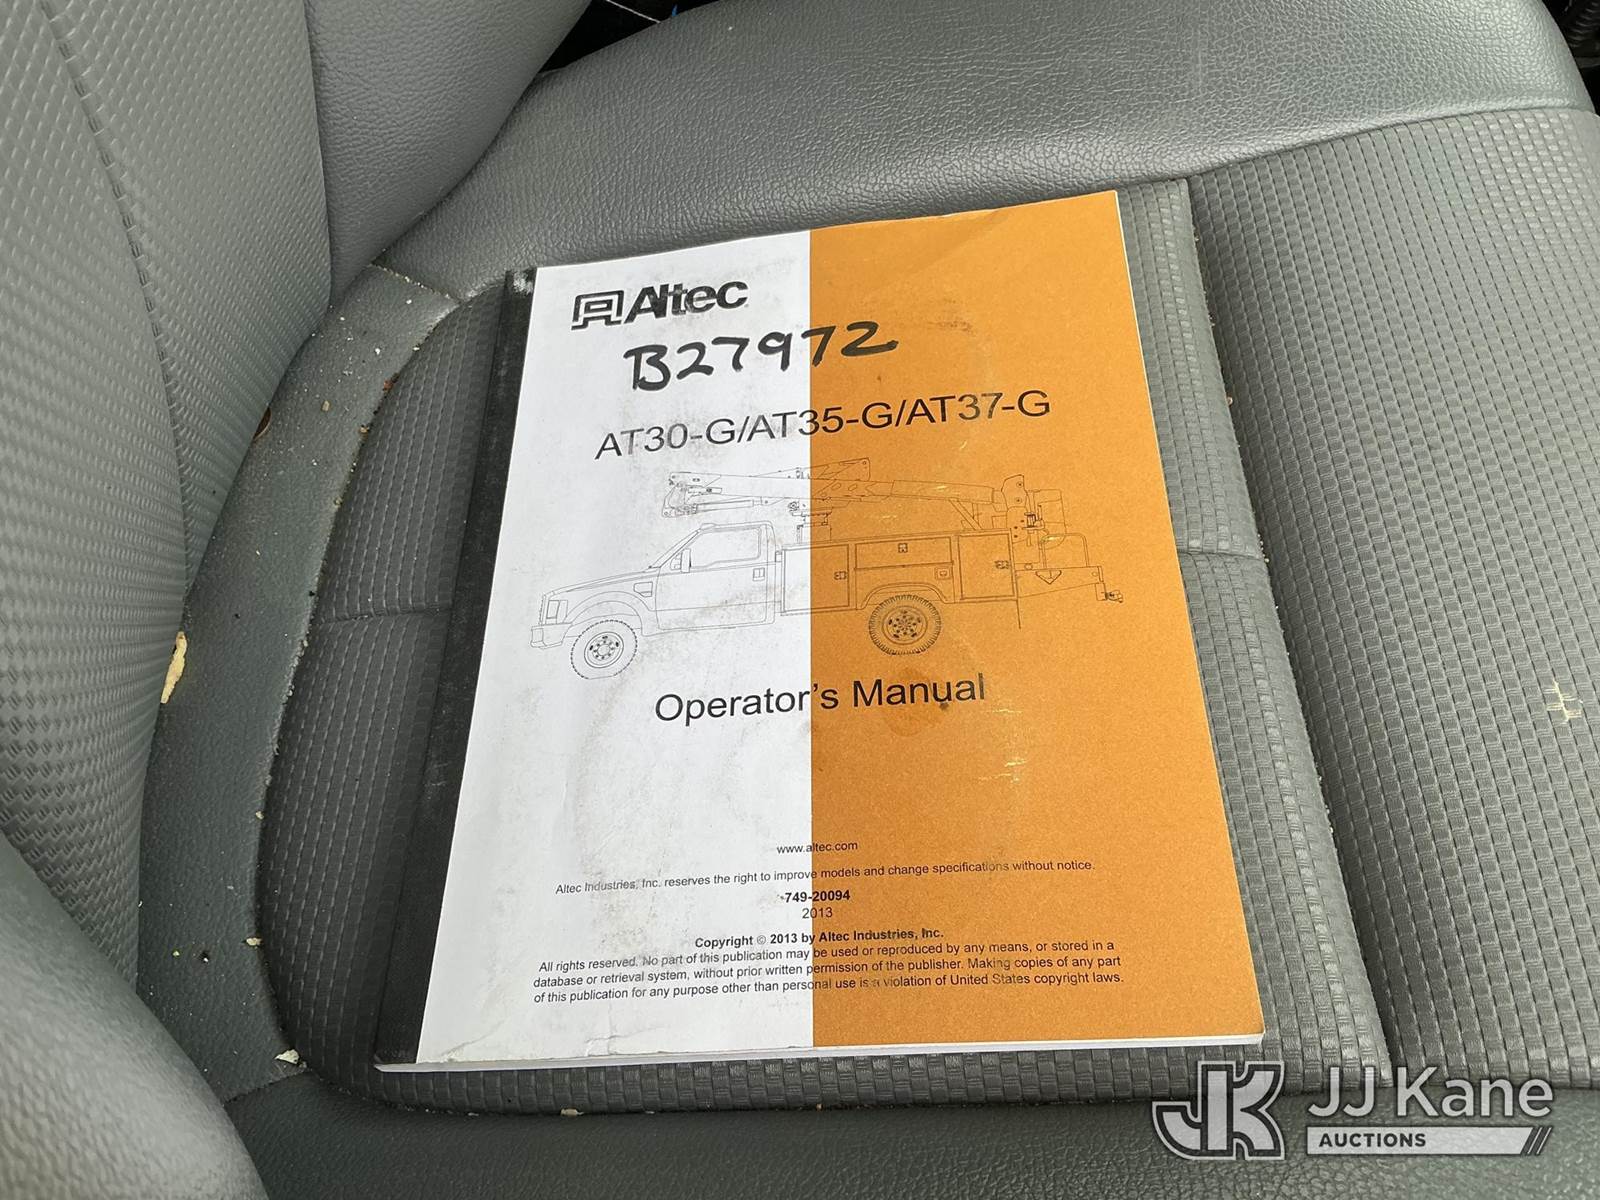 Altec
B27972
AT30-G/AT35-G/AT37-G
Operator's Manual
www.altec.com
Altec Industries, Inc. reserves the right to improve models and change specifications without notice.
749-20094
2013
Copyright © 2013 by Altec Industries, Inc.
All rights reserved. No part of this publication may be used or reproduced by any means, or stored in a
database or retrieval system, without prior written permission of the publisher. Making copies of any part
of this publication for any purpose other than personal use is a violation of United States copyright laws.
JK JJ Kane
AUCTIONS